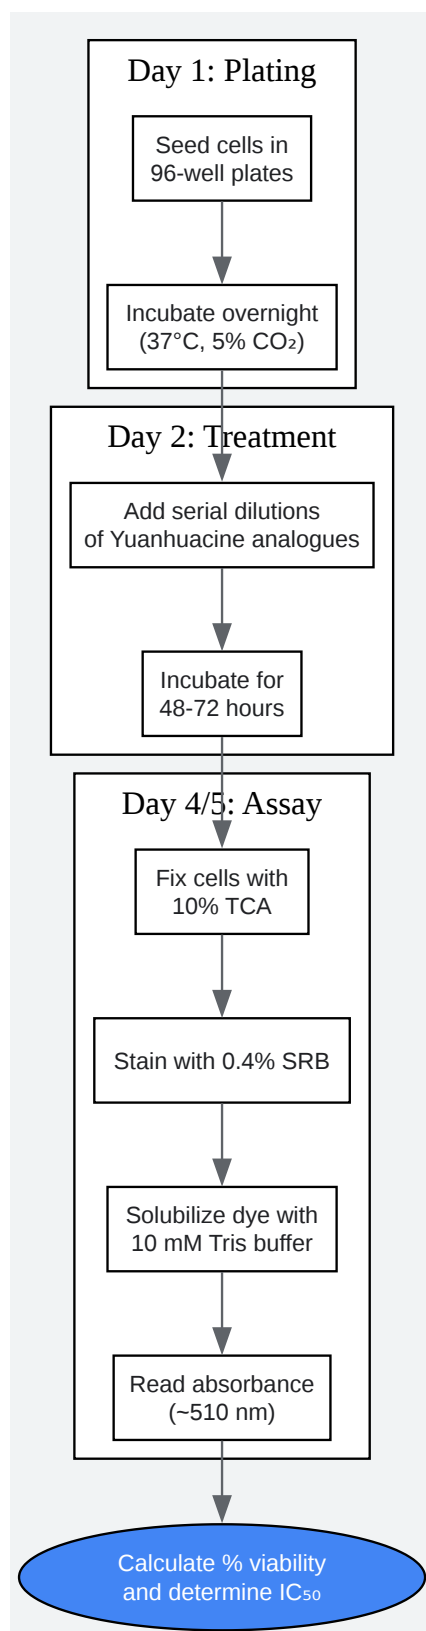 Day 1: Plating
Seed cells in
96-well plates
Incubate overnight
(37°C, 5% CO₂)
Day 2: Treatment
Add serial dilutions
of Yuanhuacine analogues
Incubate for
48-72 hours
Day 4/5: Assay
Fix cells with
10% TCA
Stain with 0.4% SRB
Solubilize dye with
10 mM Tris buffer
Read absorbance
(~510 nm)
Calculate % viability
and determine IC₅₀